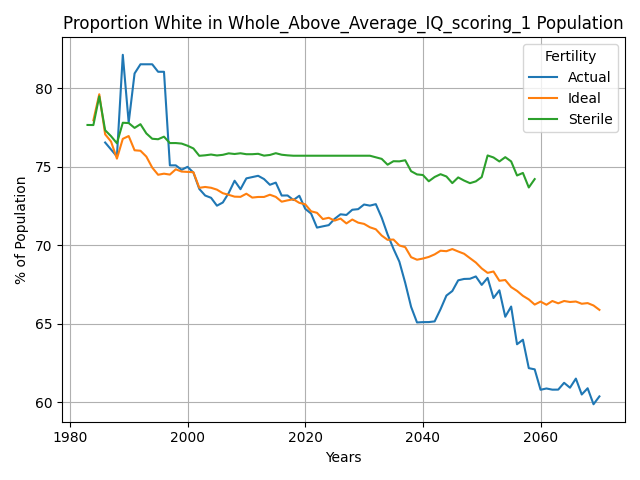 Proportion White in Whole_Above_Average_IQ_scoring_1 Population
Fertility
Actual
Ideal
Sterile
% of Population
80
75
70
65
60
1980
2000
2020
2040
2060
Years